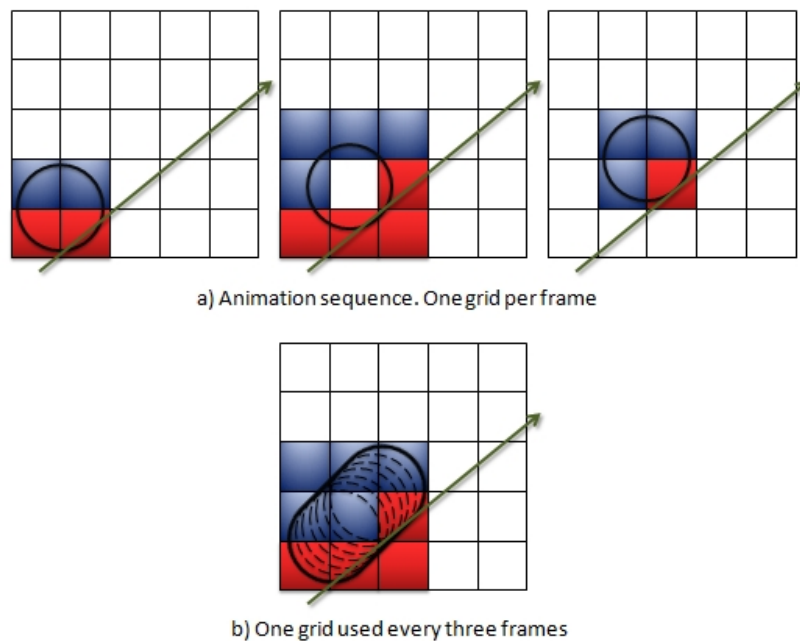 a) Animation sequence. One grid per frame
b) One grid used every three frames